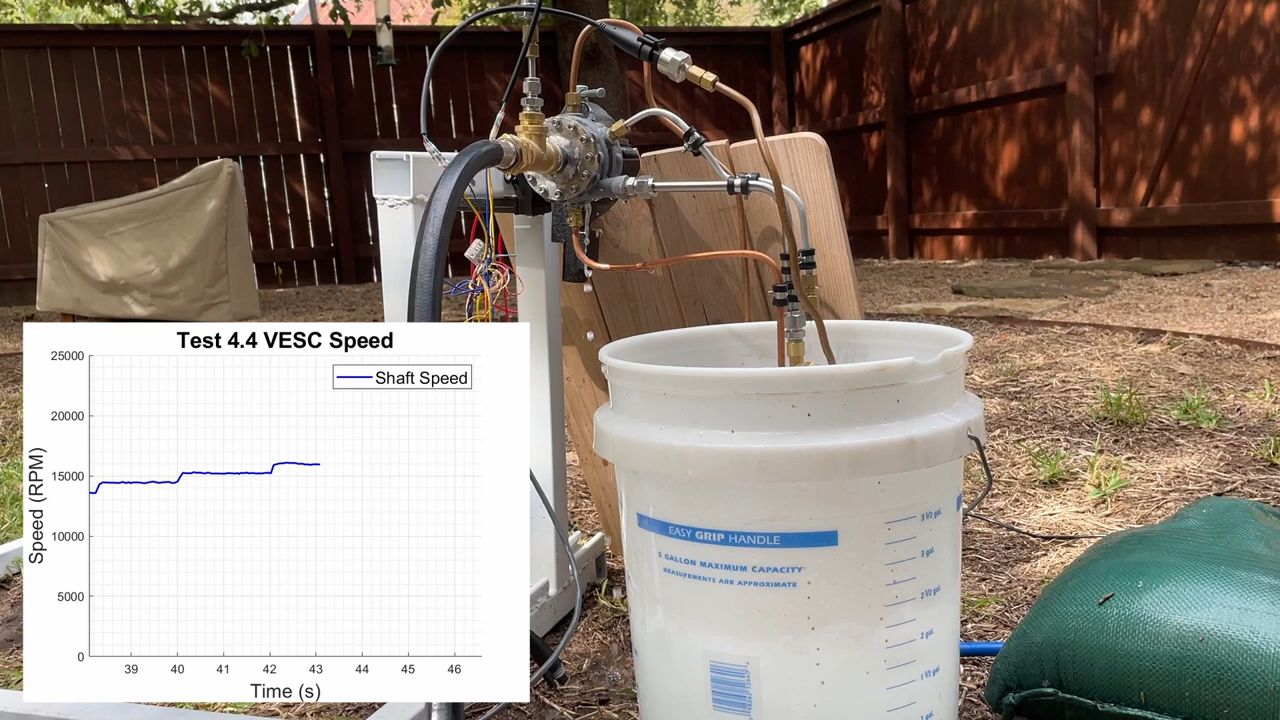 Test 4.4 VESC Speed
25000
20000
15000
10000
5000
0
Speed (RPM)
Shaft Speed
39 40 41 42 43 44 45 46
Time (s)
EASY GRIP HANDLE
5 GALLON MAXIMUM CAPACITY
MEASUREMENTS ARE APPROXIMATE
3 1/2 gal.
3 gal.
2 1/2 gal.
2 gal.
1 1/2 gal.